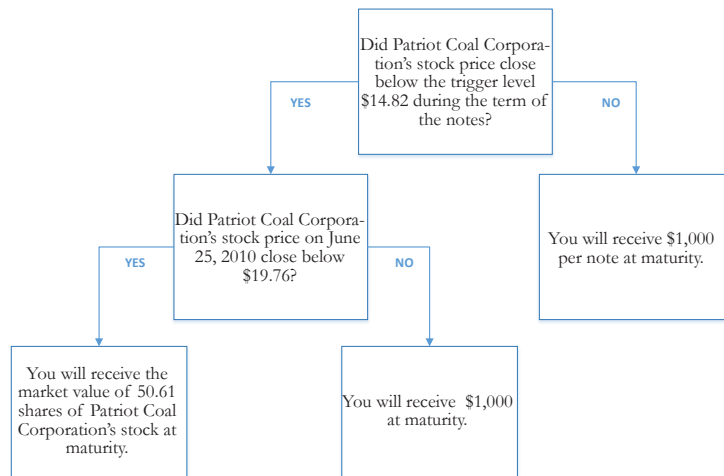 Did Patriot Coal Corpora-
tion's stock price close
below the trigger level
$14.82 during the term of
the notes?
YES
NO
Did Patriot Coal Corpora-
tion's stock price on June
25, 2010 close below
$19.76?
You will receive $1,000
per note at maturity.
YES
NO
You will receive the
market value of 50.61
shares of Patriot Coal
Corporation's stock at
maturity.
You will receive $1,000
at maturity.